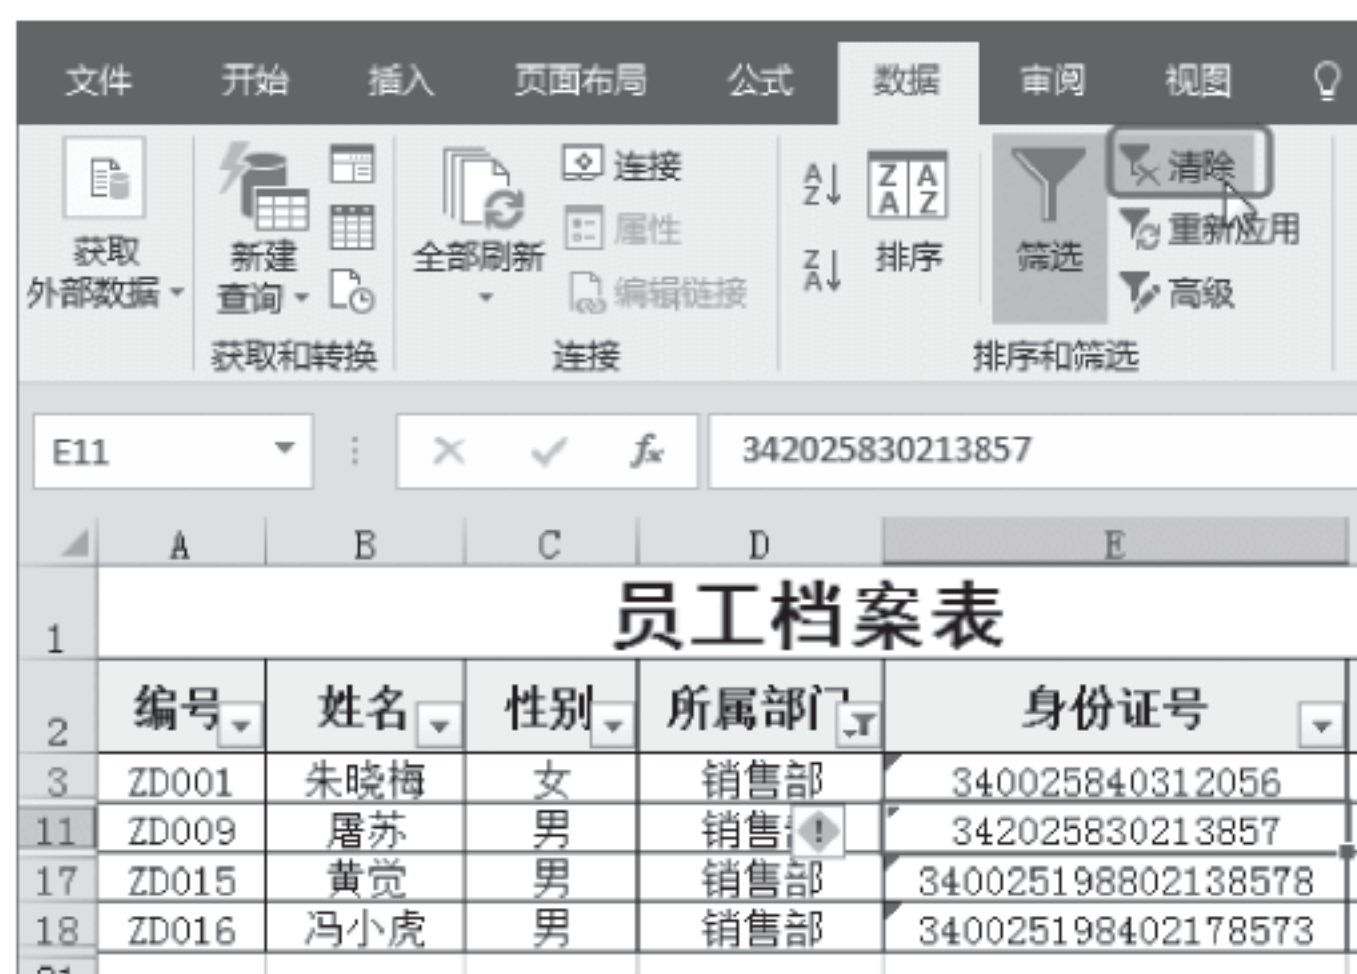 文件 开始 插入 页面布局 公式 数据 审阅 视图
获取 外部数据
新建 查询
全部刷新
连接
属性
编辑链接
A Z
Z A
Z A A Z
排序
筛选
清除
重新应用
高级
获取和转换 连接 排序和筛选
E11 fx 342025830213857
A B C D E
1 员工档案表
2 编号 姓名 性别 所属部门 身份证号
3 ZD001 朱晓梅 女 销售部 340025840312056
11 ZD009 屠苏 男 销售 ! 342025830213857
17 ZD015 黄觉 男 销售部 340025198802138578
18 ZD016 冯小虎 男 销售部 340025198402178573